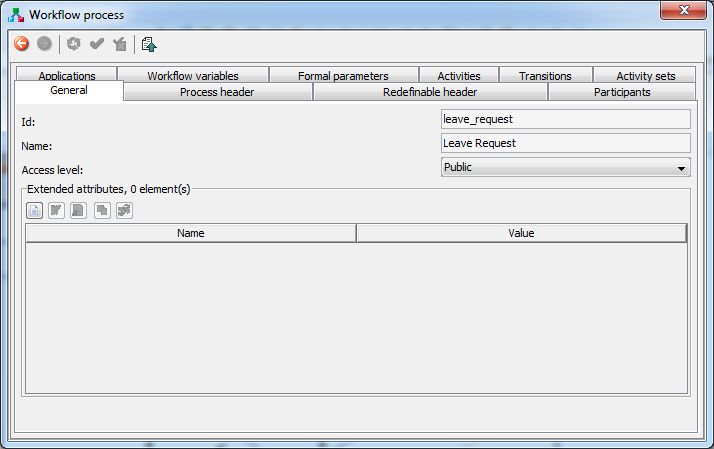 Workflow process
Applications Workflow variables Formal parameters Activities Transitions Activity sets
General Process header Redefinable header Participants
Id: leave_request
Name: Leave Request
Access level: Public
Extended attributes, 0 element(s)
Name Value